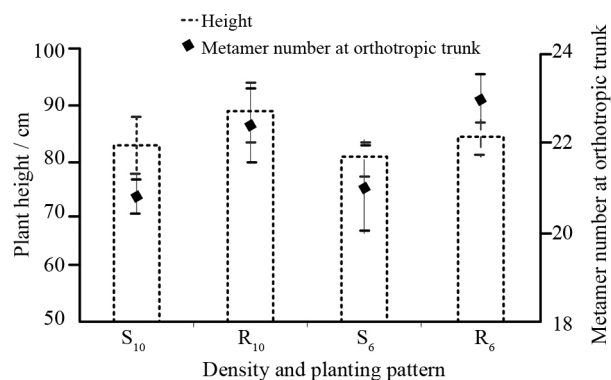 Height
Metamer number at orthotropic trunk
100
90
80
70
60
50
Plant height / cm
24
22
20
18
Metamer number at orthotropic trunk
S₁₀ R₁₀ S₆ R₆
Density and planting pattern